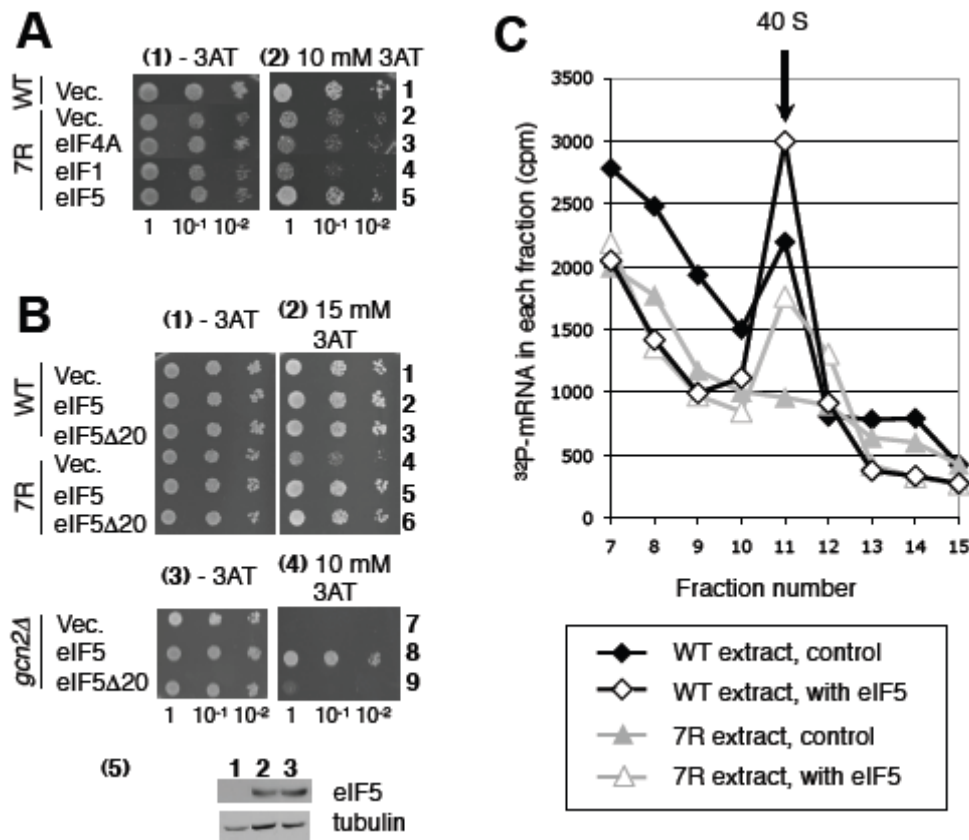 A
(1) - 3AT (2) 10 mM 3AT
WT
Vec. 1
7R
Vec. 2
eIF4A 3
eIF1 4
eIF5 5
1 10-1 10-2 1 10-1 10-2
B
(1) - 3AT (2) 15 mM 3AT
WT
Vec. 1
eIF5 2
eIF5Δ20 3
7R
Vec. 4
eIF5 5
eIF5Δ20 6
(3) - 3AT (4) 10 mM 3AT
gcn2Δ
Vec. 7
eIF5 8
eIF5Δ20 9
1 10-1 10-2 1 10-1 10-2
(5) 1 2 3
eIF5
tubulin
C
40 S
32P-mRNA in each fraction (cpm)
3500
3000
2500
2000
1500
1000
500
0
7 8 9 10 11 12 13 14 15
Fraction number
WT extract, control
WT extract, with eIF5
7R extract, control
7R extract, with eIF5